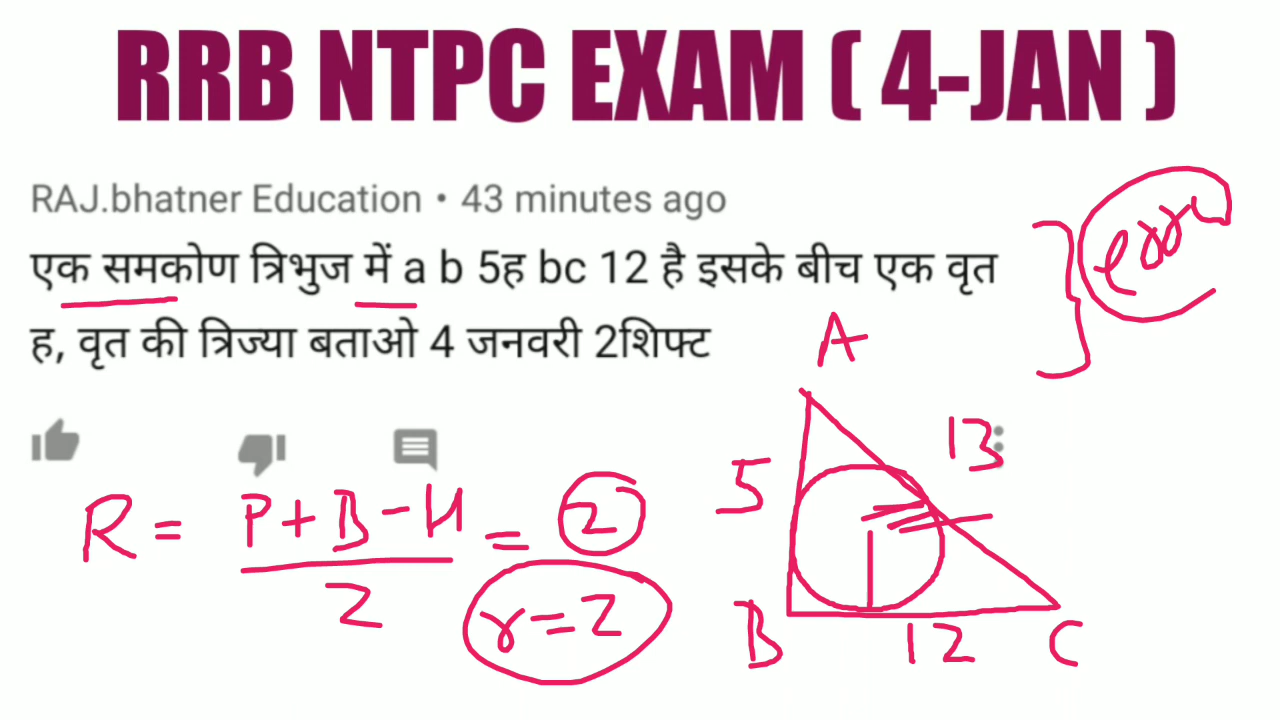 RRB NTPC EXAM ( 4-JAN )
RAJ.bhatner Education • 43 minutes ago
एक समकोण त्रिभुज में a b 5ह bc 12 है इसके बीच एक वृत
ह, वृत की त्रिज्या बताओ 4 जनवरी 2शिफ्ट
A
13
5
R = P+B-H = 2
2
r=2
B
12
C